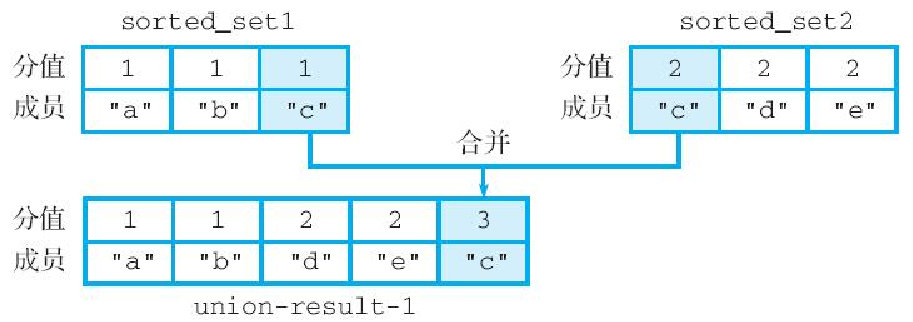 sorted_set1
分值 1 1 1
成员 "a" "b" "c"
sorted_set2
分值 2 2 2
成员 "c" "d" "e"
合并
分值 1 1 2 2 3
成员 "a" "b" "d" "e" "c"
union-result-1